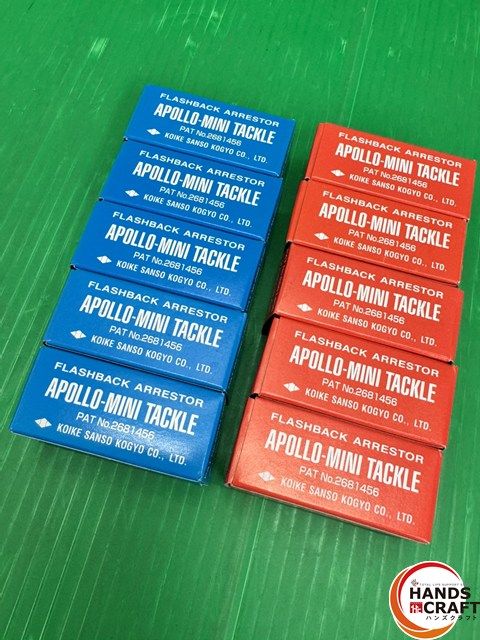 FLASHBACK ARRESTOR
APOLLO-MINI TACKLE
PAT No.2681456
KOIKE SANSO KOGYO CO., LTD.
FLASHBACK ARRESTOR
APOLLO-MINI TACKLE
PAT No.2681456
KOIKE SANSO KOGYO CO., LTD.
FLASHBACK ARRESTOR
APOLLO-MINI TACKLE
PAT No.2681456
KOIKE SANSO KOGYO CO., LTD.
FLASHBACK ARRESTOR
APOLLO-MINI TACKLE
PAT No.2681456
KOIKE SANSO KOGYO CO., LTD.
FLASHBACK ARRESTOR
APOLLO-MINI TACKLE
PAT No.2681456
KOIKE SANSO KOGYO CO., LTD.
FLASHBACK ARRESTOR
APOLLO-MINI TACKLE
PAT No.2681456
KOIKE SANSO KOGYO CO., LTD.
FLASHBACK ARRESTOR
APOLLO-MINI TACKLE
PAT No.2681456
KOIKE SANSO KOGYO CO., LTD.
FLASHBACK ARRESTOR
APOLLO-MINI TACKLE
PAT No.2681456
KOIKE SANSO KOGYO CO., LTD.
FLASHBACK ARRESTOR
APOLLO-MINI TACKLE
PAT No.2681456
KOIKE SANSO KOGYO CO., LTD.
FLASHBACK ARRESTOR
APOLLO-MINI TACKLE
PAT No.2681456
KOIKE SANSO KOGYO CO., LTD.
TOTAL LIFE SUPPORT
HANDS
CRAFT
ハンズクラフト